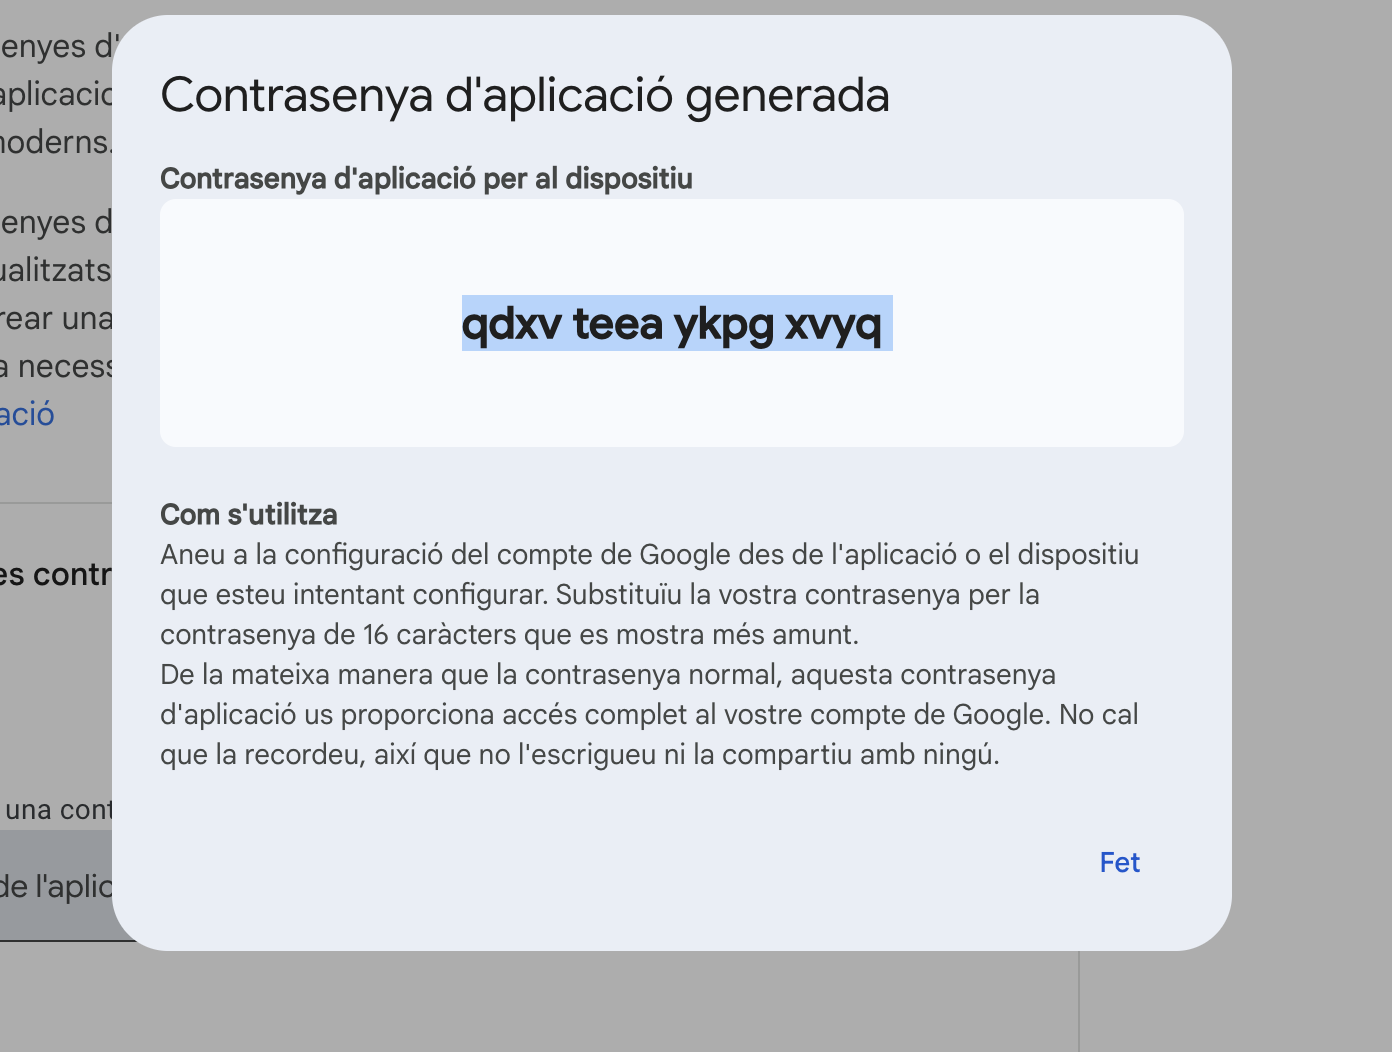 enyes d'
aplicacio
moderns.
enyes d
ualitzats
rear una
a necess
ació
es contr
una cont
de l'aplic
Contrasenya d'aplicació generada
Contrasenya d'aplicació per al dispositiu
qdxv teea ykpg xvyq
Com s'utilitza
Aneu a la configuració del compte de Google des de l'aplicació o el dispositiu
que esteu intentant configurar. Substituïu la vostra contrasenya per la
contrasenya de 16 caràcters que es mostra més amunt.
De la mateixa manera que la contrasenya normal, aquesta contrasenya
d'aplicació us proporciona accés complet al vostre compte de Google. No cal
que la recordeu, així que no l'escrigueu ni la compartiu amb ningú.
Fet